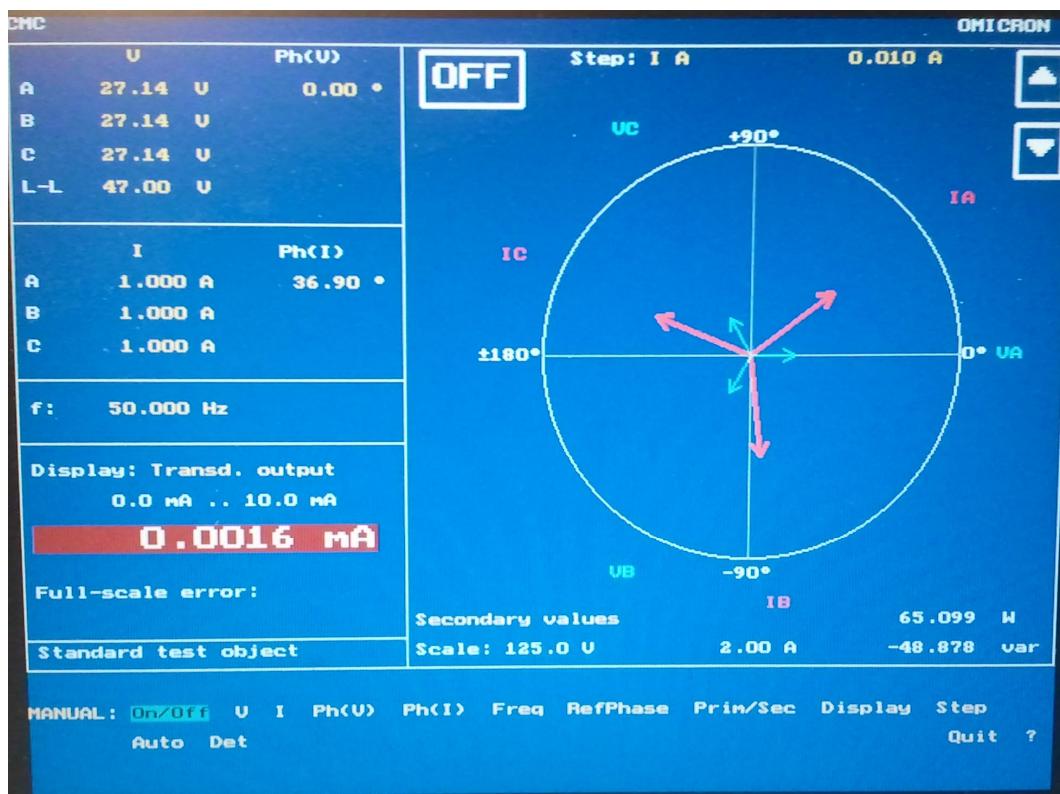 CMC OMICRON
V Ph(V)
A 27.14 V 0.00 °
B 27.14 V
C 27.14 V
L-L 47.00 V
I Ph(I)
A 1.000 A 36.90 °
B 1.000 A
C 1.000 A
f: 50.000 Hz
Display: Transd. output
0.0 mA .. 10.0 mA
0.0016 mA
Full-scale error:
Standard test object
OFF Step: I A 0.010 A
VC +90°
IA
IC
±180° 0° VA
VB -90°
IB
Secondary values 65.099 W
Scale: 125.0 V 2.00 A -48.878 var
MANUAL: On/Off V I Ph(V) Ph(I) Freq RefPhase Prim/Sec Display Step
Auto Det Quit ?